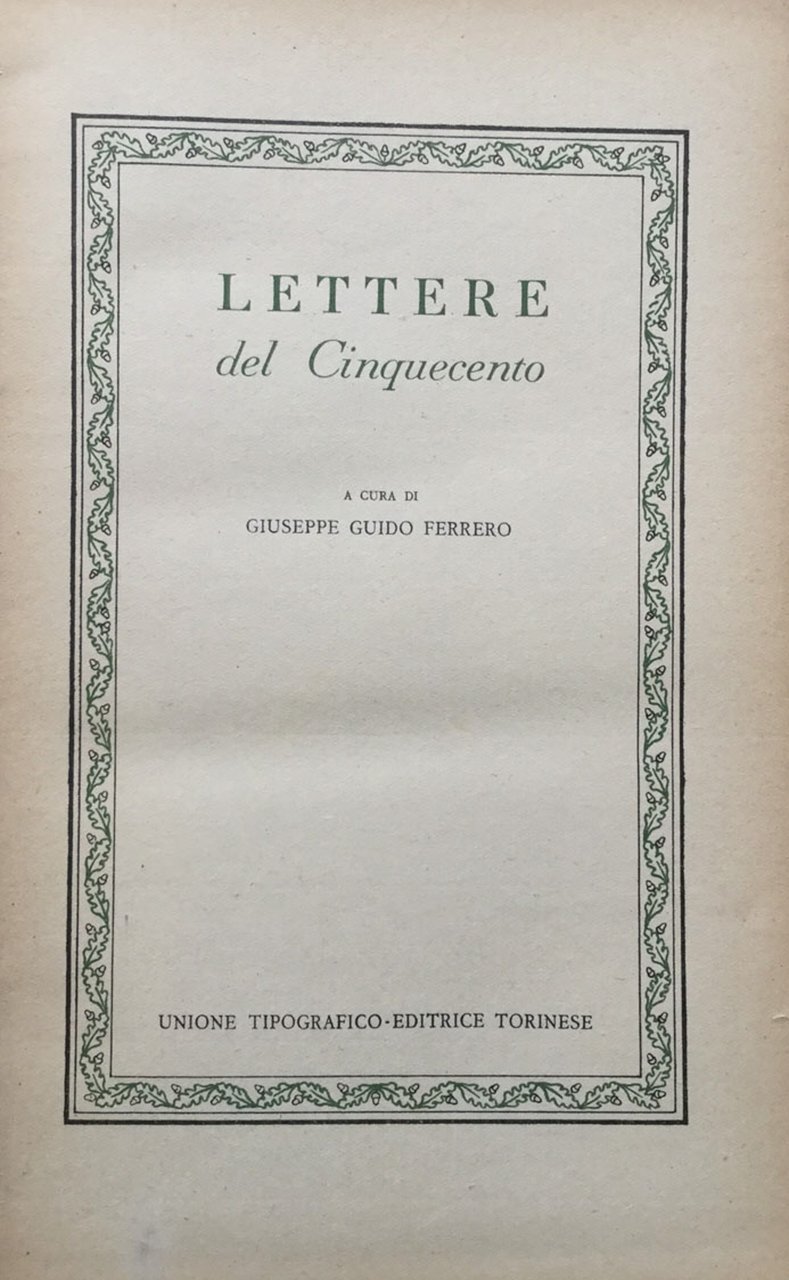 LETTERE
del Cinquecento
A CURA DI
GIUSEPPE GUIDO FERRERO
UNIONE TIPOGRAFICO-EDITRICE TORINESE